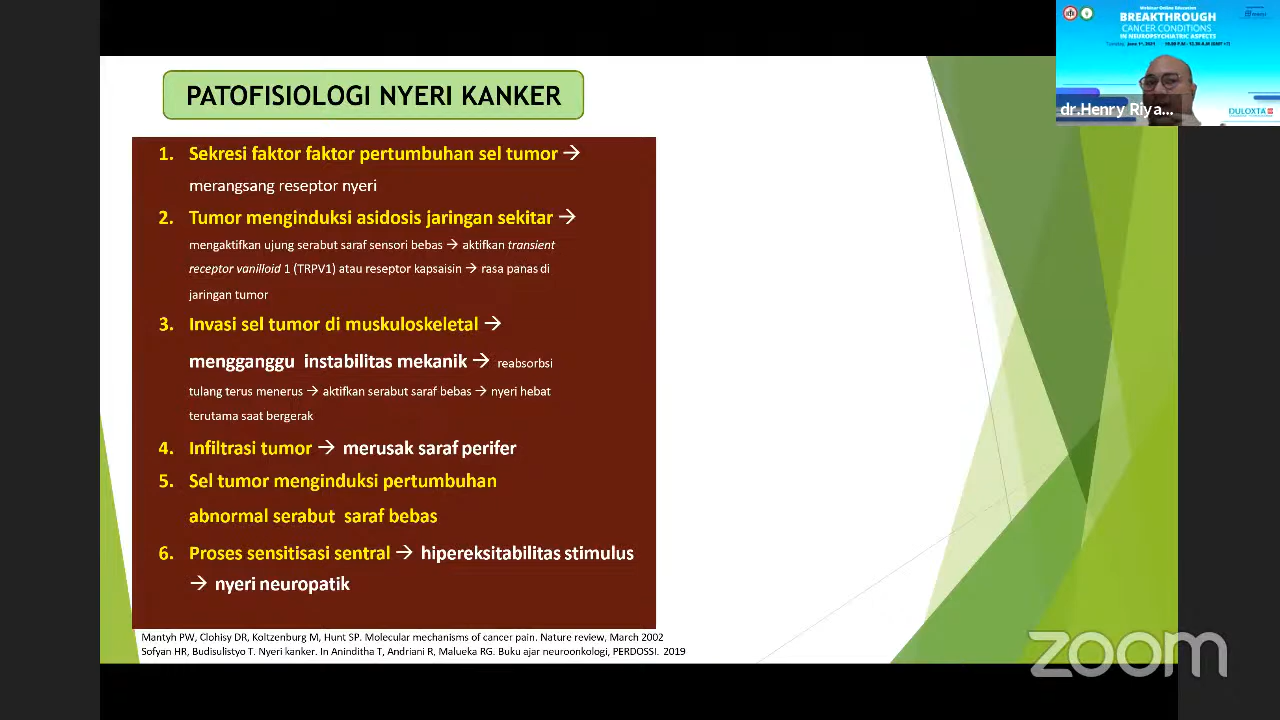 PATOFISIOLOGI NYERI KANKER
1. Sekresi faktor faktor pertumbuhan sel tumor →
merangsang reseptor nyeri
2. Tumor menginduksi asidosis jaringan sekitar →
mengaktifkan ujung serabut saraf sensori bebas → aktifkan transient
receptor vanilloid 1 (TRPV1) atau reseptor kapsaisin → rasa panas di
jaringan tumor
3. Invasi sel tumor di muskuloskeletal →
mengganggu instabilitas mekanik → reabsorbsi
tulang terus menerus → aktifkan serabut saraf bebas → nyeri hebat
terutama saat bergerak
4. Infiltrasi tumor → merusak saraf perifer
5. Sel tumor menginduksi pertumbuhan
abnormal serabut saraf bebas
6. Proses sensitisasi sentral → hipereksitabilitas stimulus
→ nyeri neuropatik
Mantyh PW, Clohisy DR, Koltzenburg M, Hunt SP. Molecular mechanisms of cancer pain. Nature review, March 2002
Sofyan HR, Budisulistyo T. Nyeri kanker. In Aninditha T, Andriani R, Malueka RG. Buku ajar neuroonkologi, PERDOSSI. 2019
Webinar Online Education
BREAKTHROUGH
CANCER CONDITIONS
IN NEUROPSYCHIATRIC ASPECTS
dr.Henry Riya...
DULOXTA
zoom